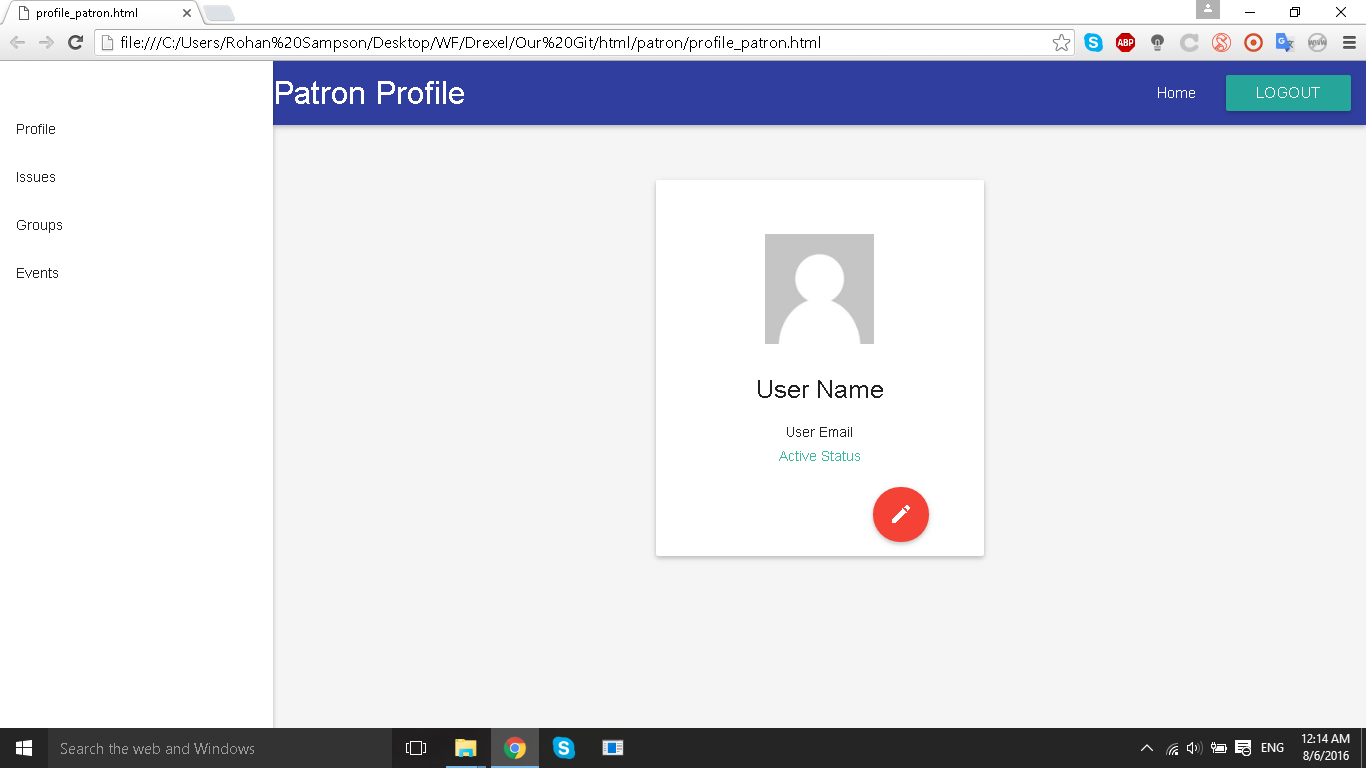 profile_patron.html
file:///C:/Users/Rohan%20Sampson/Desktop/WF/Drexel/Our%20Git/html/patron/profile_patron.html
ABP
Patron Profile
Home
LOGOUT
Profile
Issues
Groups
Events
User Name
User Email
Active Status
Search the web and Windows
ENG
12:14 AM
8/6/2016